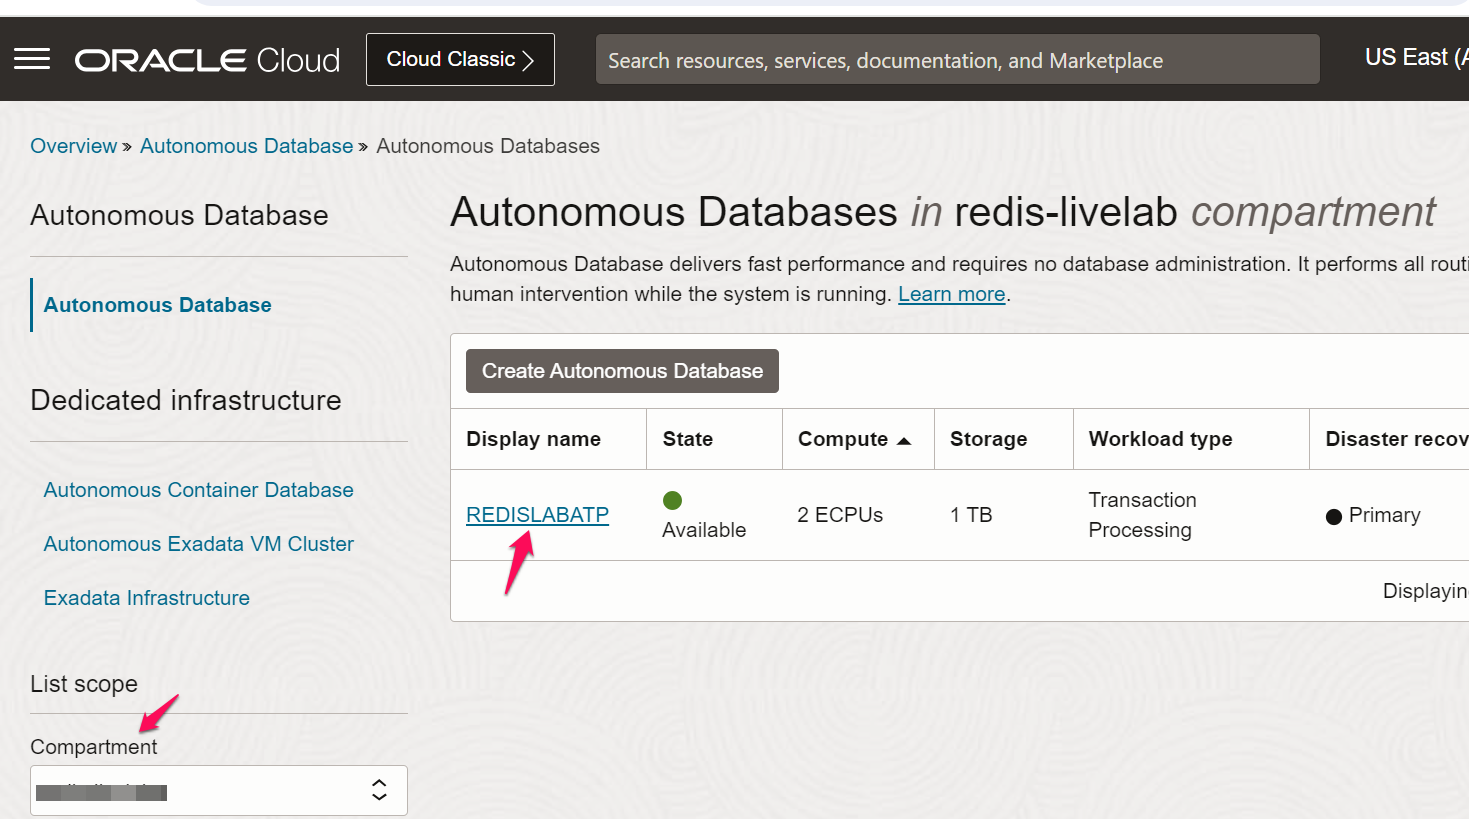 ORACLE Cloud
Cloud Classic
Search resources, services, documentation, and Marketplace
US East (A
Overview » Autonomous Database » Autonomous Databases
Autonomous Database
Autonomous Database
Dedicated infrastructure
Autonomous Container Database
Autonomous Exadata VM Cluster
Exadata Infrastructure
List scope
Compartment
Autonomous Databases in redis-livelab compartment
Autonomous Database delivers fast performance and requires no database administration. It performs all routi
human intervention while the system is running. Learn more.
Create Autonomous Database
Display name State Compute Storage Workload type Disaster recov
REDISLABATP Available 2 ECPUs 1 TB Transaction Processing Primary
Displaying